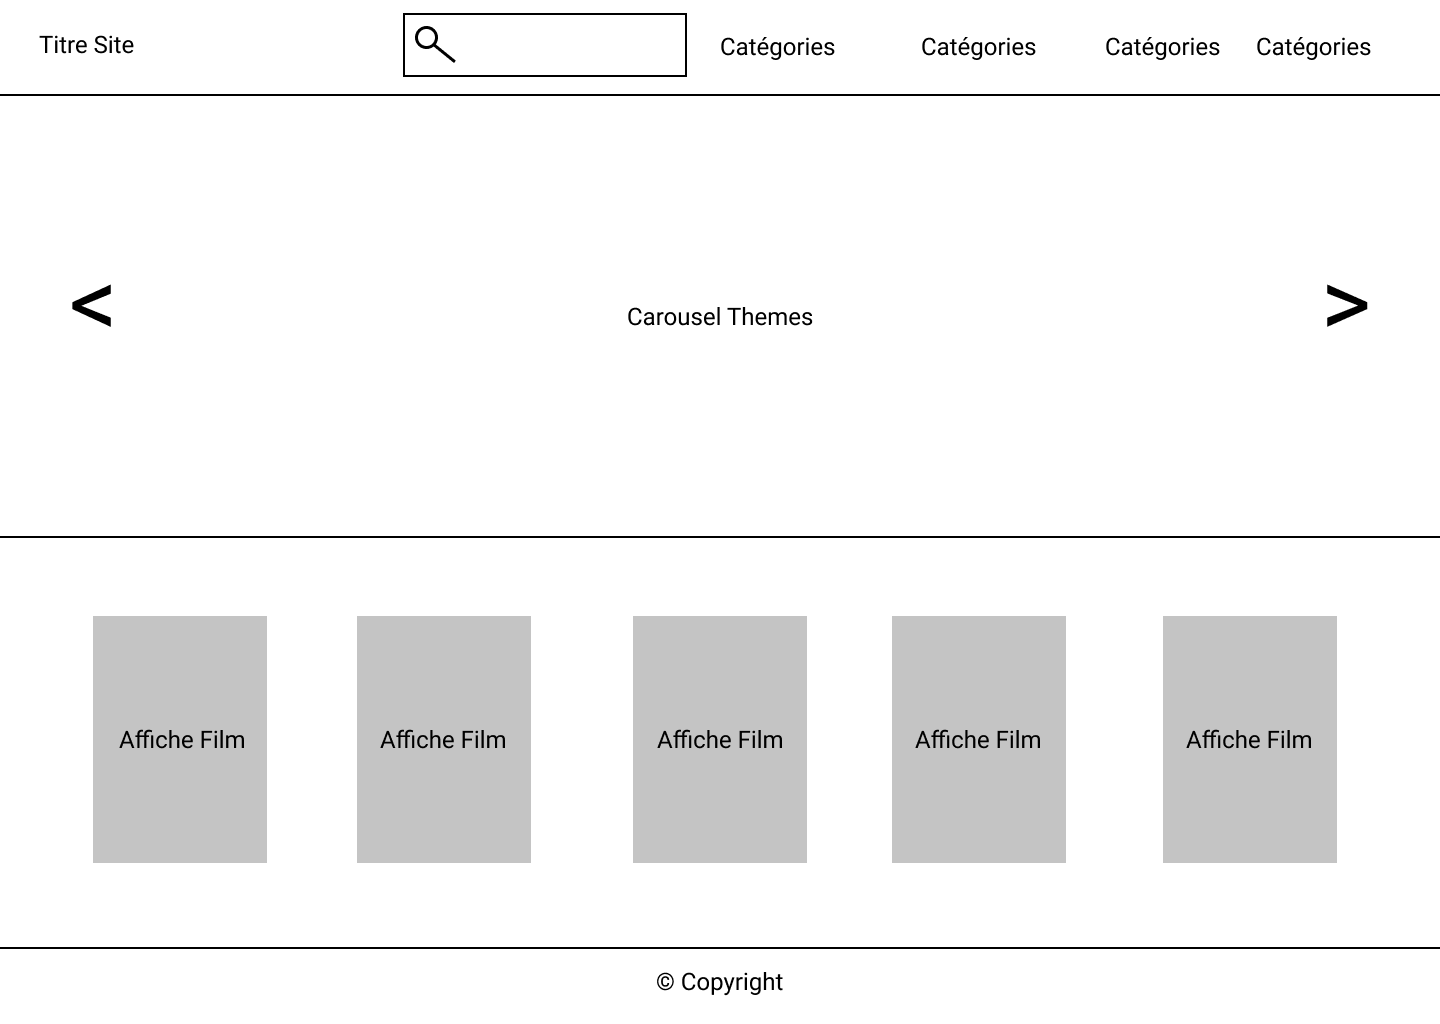 Titre Site
Catégories
Catégories
Catégories
Catégories
<
Carousel Themes
>
Affiche Film
Affiche Film
Affiche Film
Affiche Film
Affiche Film
© Copyright